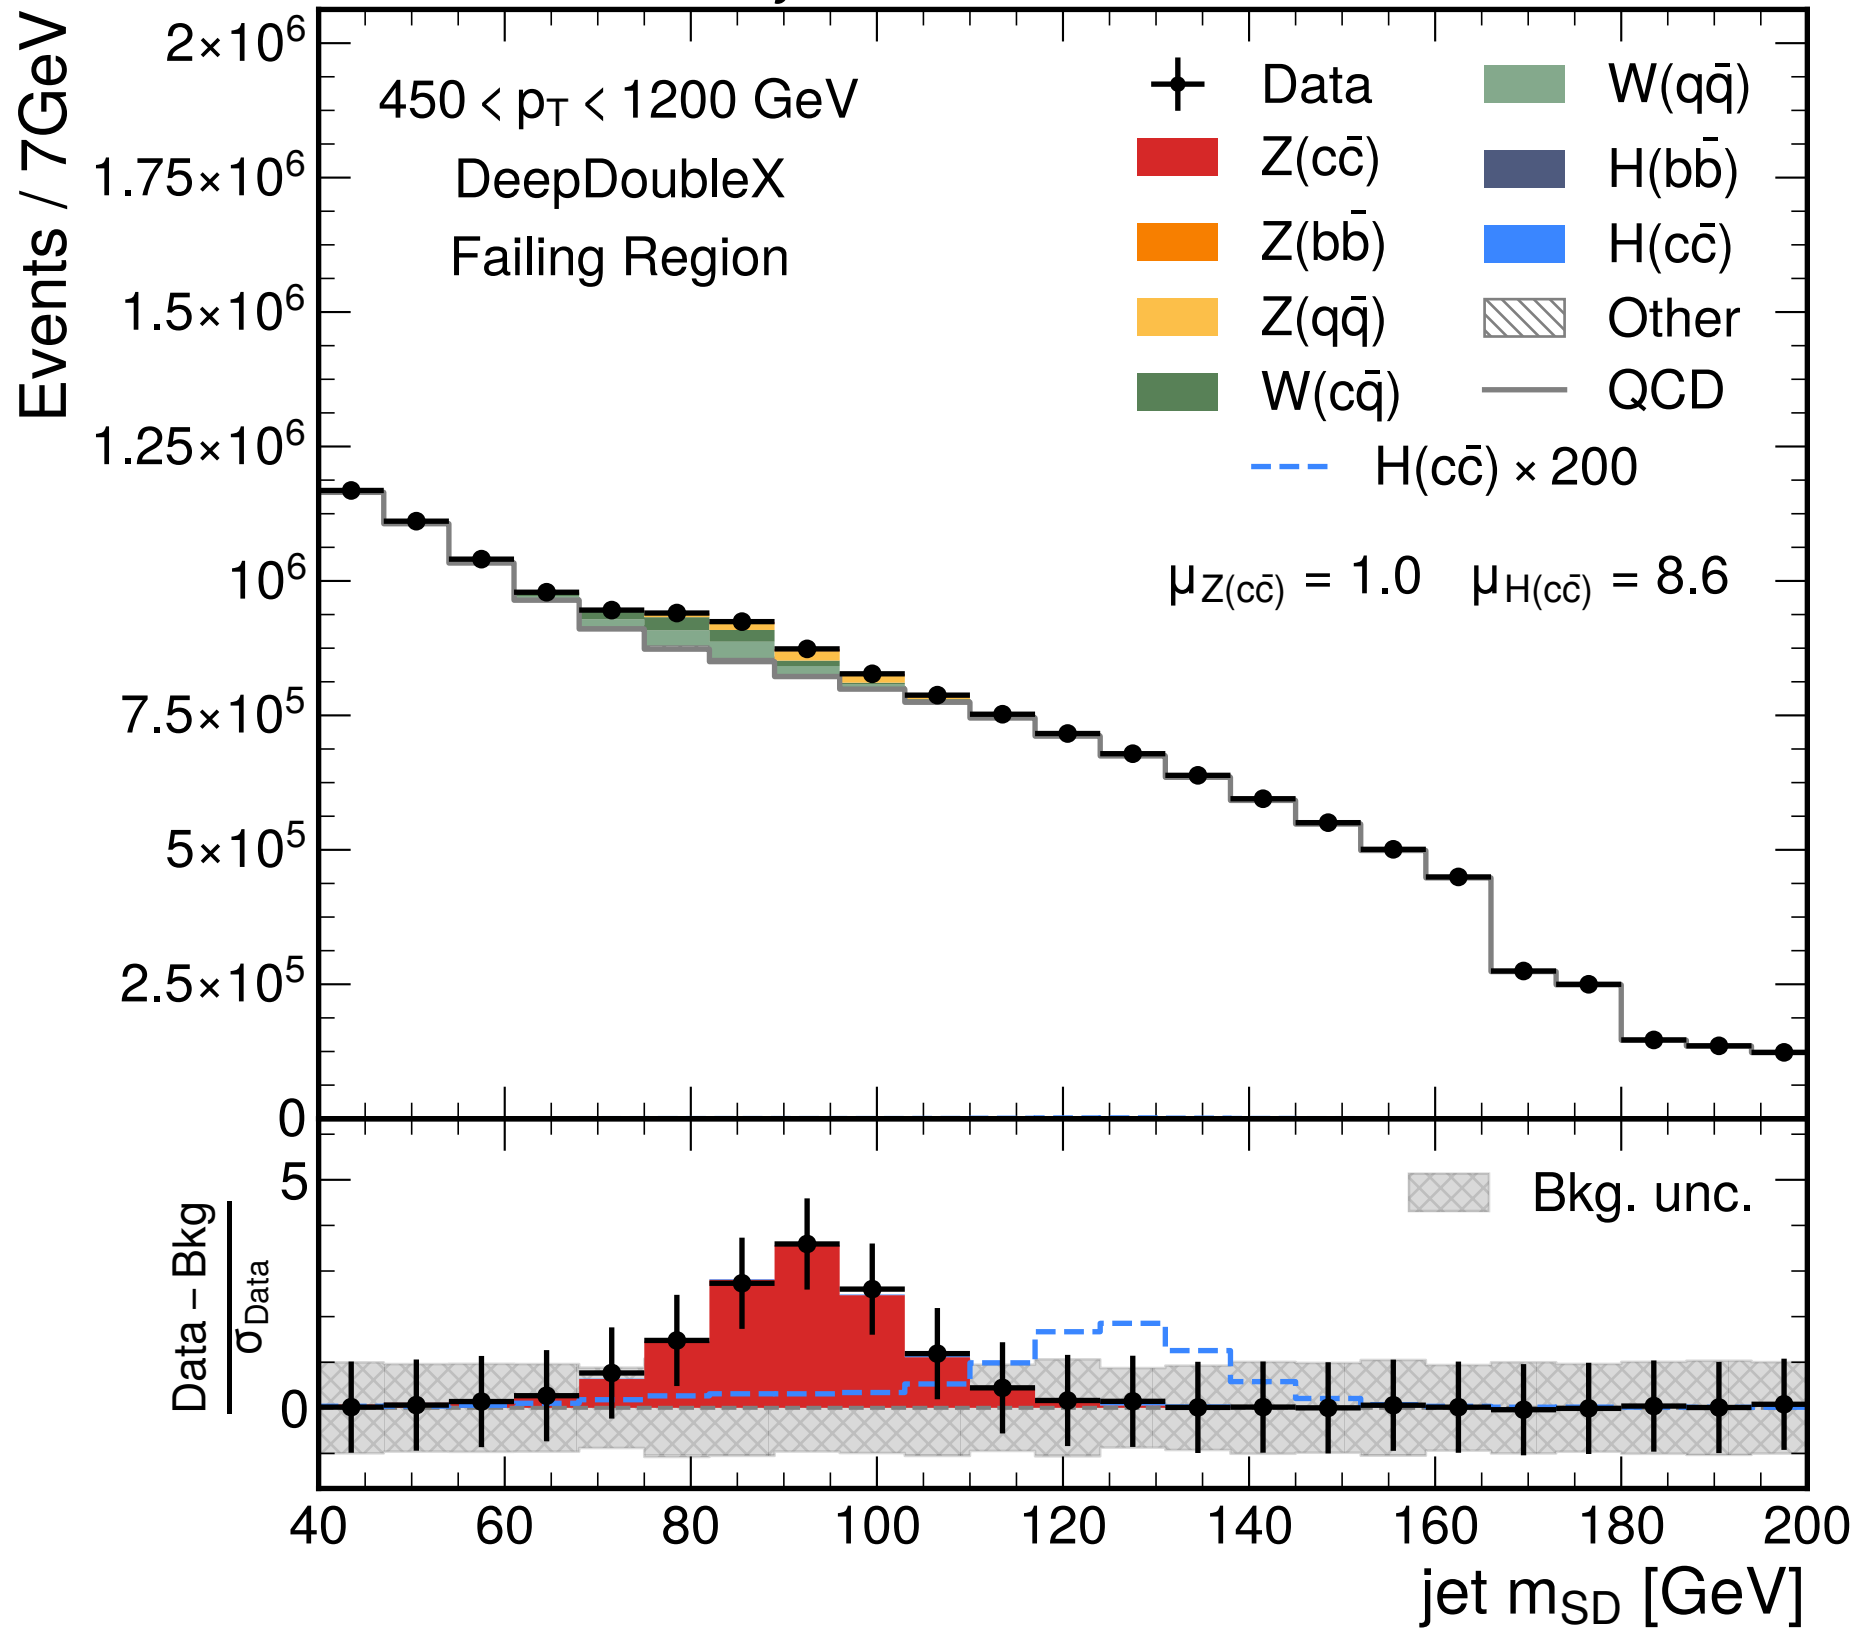 Events / 7GeV
2×10⁶
1.75×10⁶
1.5×10⁶
1.25×10⁶
10⁶
7.5×10⁵
5×10⁵
2.5×10⁵
0
450 < p_T < 1200 GeV
DeepDoubleX
Failing Region
Data
Z(cc̄)
Z(bb̄)
Z(qq̄)
W(cq̄)
W(qq̄)
H(bb̄)
H(cc̄)
Other
QCD
H(cc̄) × 200
μ_Z(cc̄) = 1.0 μ_H(cc̄) = 8.6
Data − Bkg
σ_Data
5
0
Bkg. unc.
40 60 80 100 120 140 160 180 200
jet m_SD [GeV]